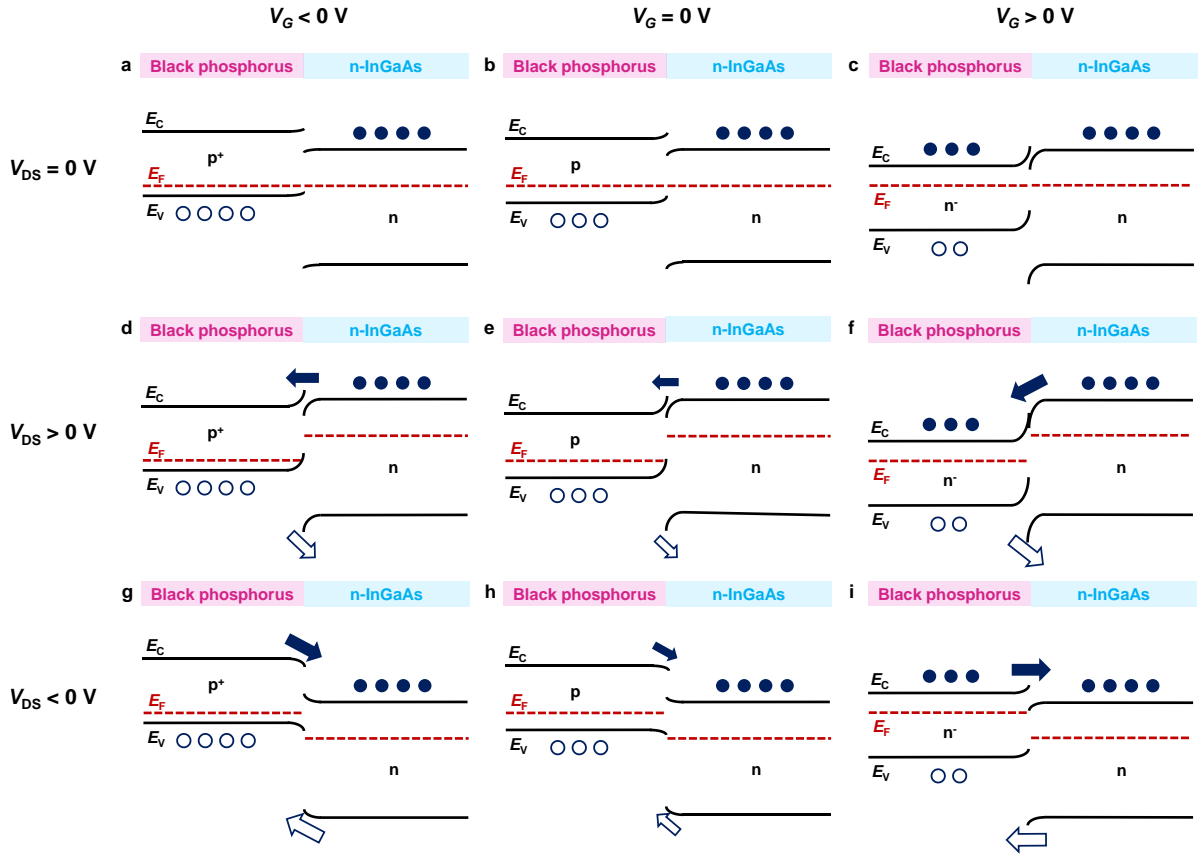 V_G < 0 V V_G = 0 V V_G > 0 V
a b c
Black phosphorus n-InGaAs Black phosphorus n-InGaAs Black phosphorus n-InGaAs
V_DS = 0 V
E_C p⁺ E_F E_V n
E_C p E_F E_V n
E_C E_F n⁻ E_V n
d e f
Black phosphorus n-InGaAs Black phosphorus n-InGaAs Black phosphorus n-InGaAs
V_DS > 0 V
E_C p⁺ E_F E_V n
E_C p E_F E_V n
E_C E_F n⁻ E_V n
g h i
Black phosphorus n-InGaAs Black phosphorus n-InGaAs Black phosphorus n-InGaAs
V_DS < 0 V
E_C p⁺ E_F E_V n
E_C p E_F E_V n
E_C E_F n⁻ E_V n